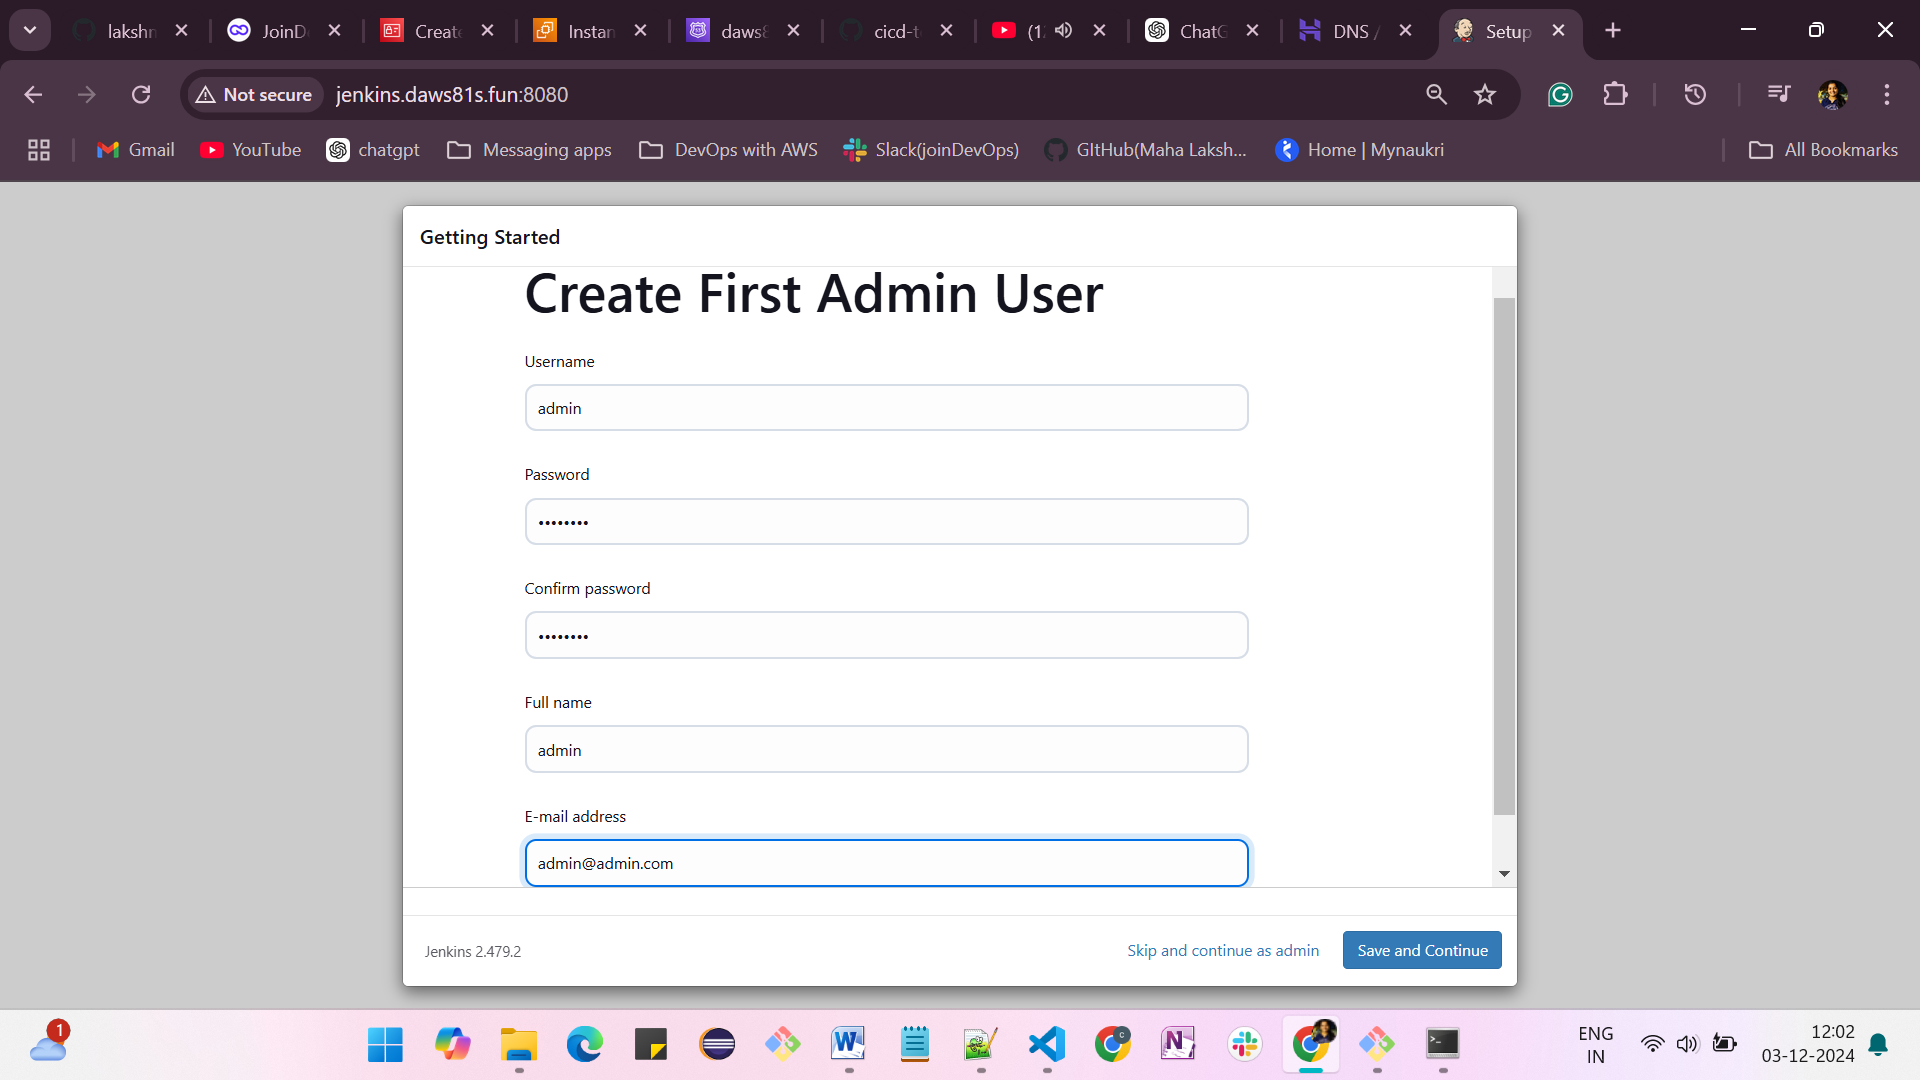 lakshn
JoinD
Create
Instan
daws8
cicd-t
(1
ChatG
DNS /
Setup
Not secure
jenkins.daws81s.fun:8080
Gmail
YouTube
chatgpt
Messaging apps
DevOps with AWS
Slack(joinDevOps)
GItHub(Maha Laksh...
Home | Mynaukri
All Bookmarks
Getting Started
Create First Admin User
Username
admin
Password
••••••••
Confirm password
••••••••
Full name
admin
E-mail address
admin@admin.com
Jenkins 2.479.2
Skip and continue as admin
Save and Continue
1
ENG
IN
12:02
03-12-2024